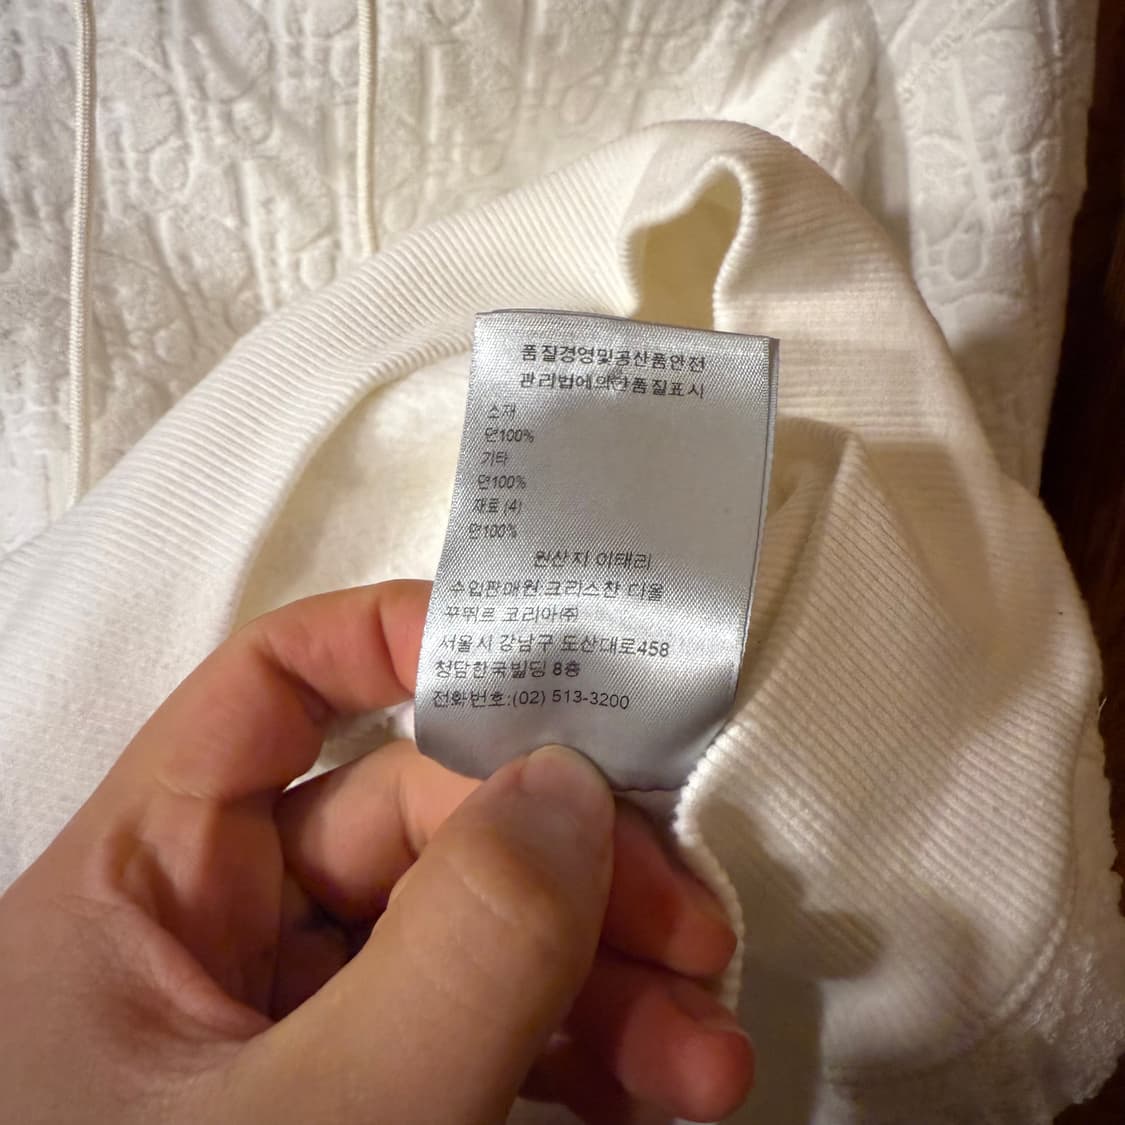 품질경영및공산품안전
관리법에의한품질표시
소재
면100%
기타
면100%
재료 (4)
면100%
원산지 이태리
수입판매원 크리스찬 디올
꾸뛰르 코리아㈜
서울시 강남구 도산대로458
청담한국빌딩 8층
전화번호:(02) 513-3200